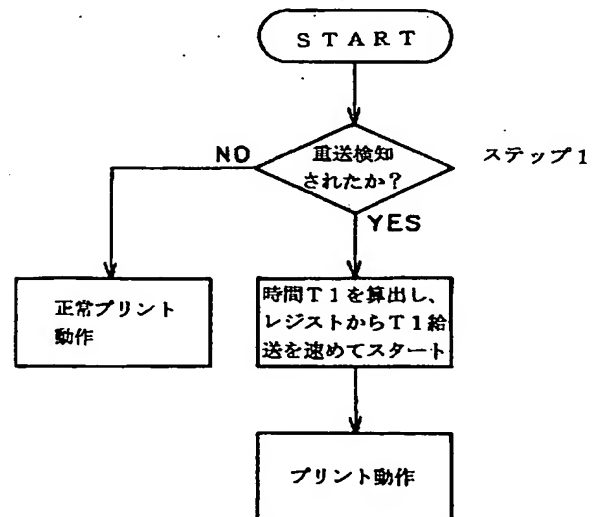 START
重送検知
されたか?
ステップ1
NO
YES
正常プリント
動作
時間T1を算出し、
レジストからT1給
送を速めてスタート
プリント動作